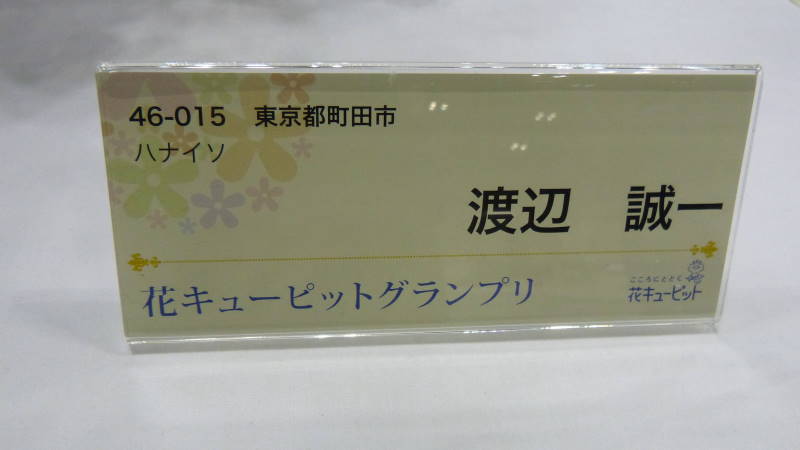 46-015 東京都町田市
ハナイソ
渡辺 誠一
花キューピットグランプリ
こころにとどく
花キューピット